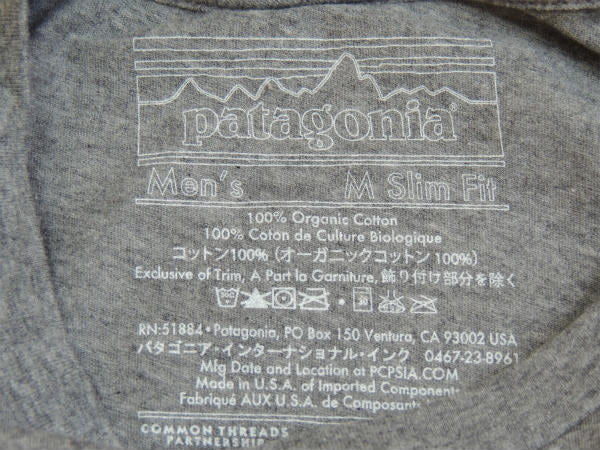 patagonia®
Men's M Slim Fit
100% Organic Cotton
100% Coton de Culture Biologique
コットン100% (オーガニックコットン 100%)
Exclusive of Trim, A Part la Garniture, 飾り付け部分を除く
RN:51884•Patagonia, PO Box 150 Ventura, CA 93002 USA
パタゴニア・インターナショナル・インク 0467-23-8961
Mfg Date and Location at PCPSIA.COM
Made in U.S.A. of Imported Component
Fabriqué AUX U.S.A. de Composant
COMMON THREADS
PARTNERSHIP